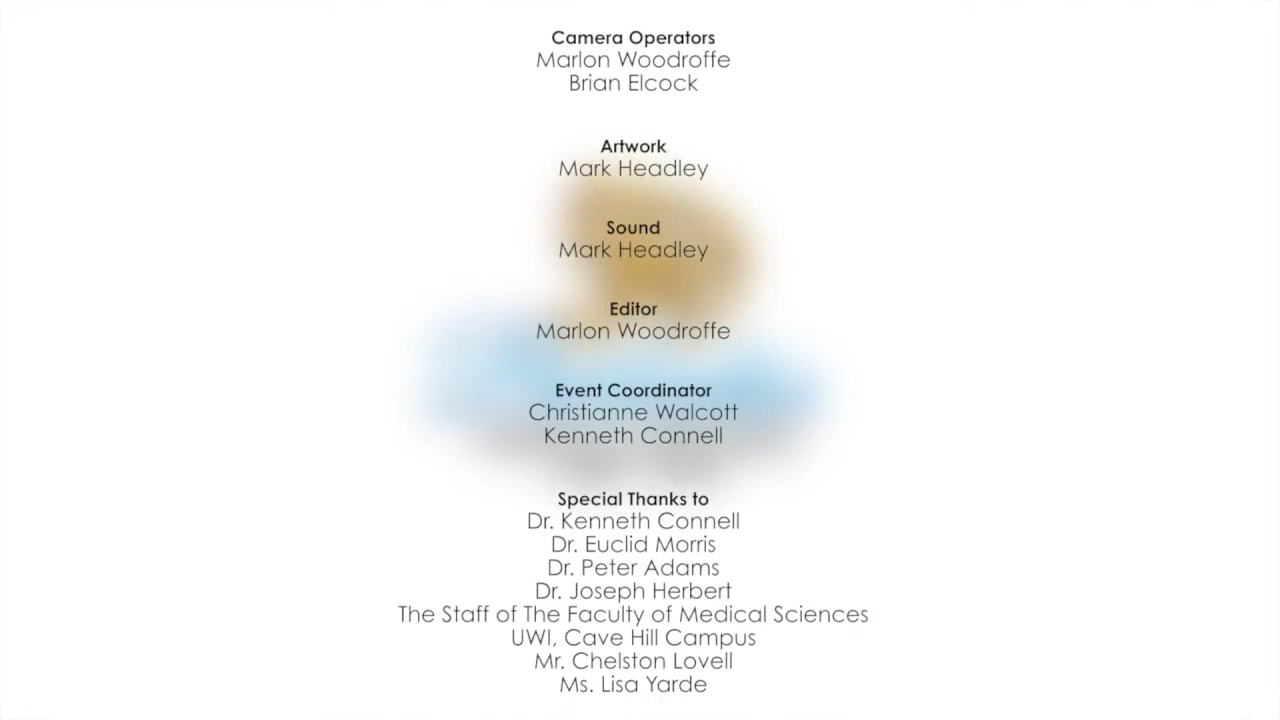 Camera Operators
Marlon Woodroffe
Brian Elcock
Artwork
Mark Headley
Sound
Mark Headley
Editor
Marlon Woodroffe
Event Coordinator
Christianne Walcott
Kenneth Connell
Special Thanks to
Dr. Kenneth Connell
Dr. Euclid Morris
Dr. Peter Adams
Dr. Joseph Herbert
The Staff of The Faculty of Medical Sciences
UWI, Cave Hill Campus
Mr. Chelston Lovell
Ms. Lisa Yarde